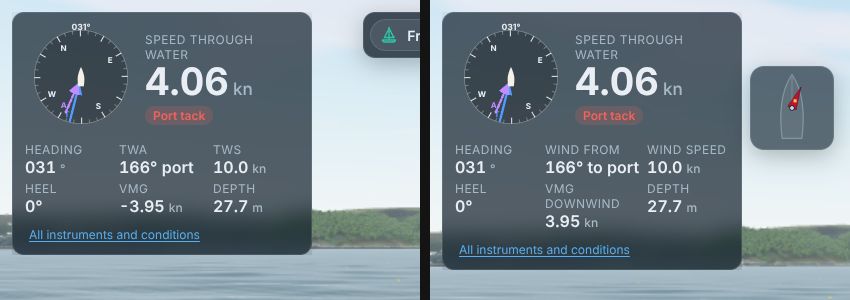 031°
N
E
S
W
A
SPEED THROUGH
WATER
4.06 kn
Port tack
HEADING
031 °
TWA
166° port
TWS
10.0 kn
HEEL
0°
VMG
-3.95 kn
DEPTH
27.7 m
All instruments and conditions
Fr
031°
N
E
S
W
A
SPEED THROUGH
WATER
4.06 kn
Port tack
HEADING
031 °
WIND FROM
166° to port
WIND SPEED
10.0 kn
HEEL
0°
VMG
DOWNWIND
3.95 kn
DEPTH
27.7 m
All instruments and conditions